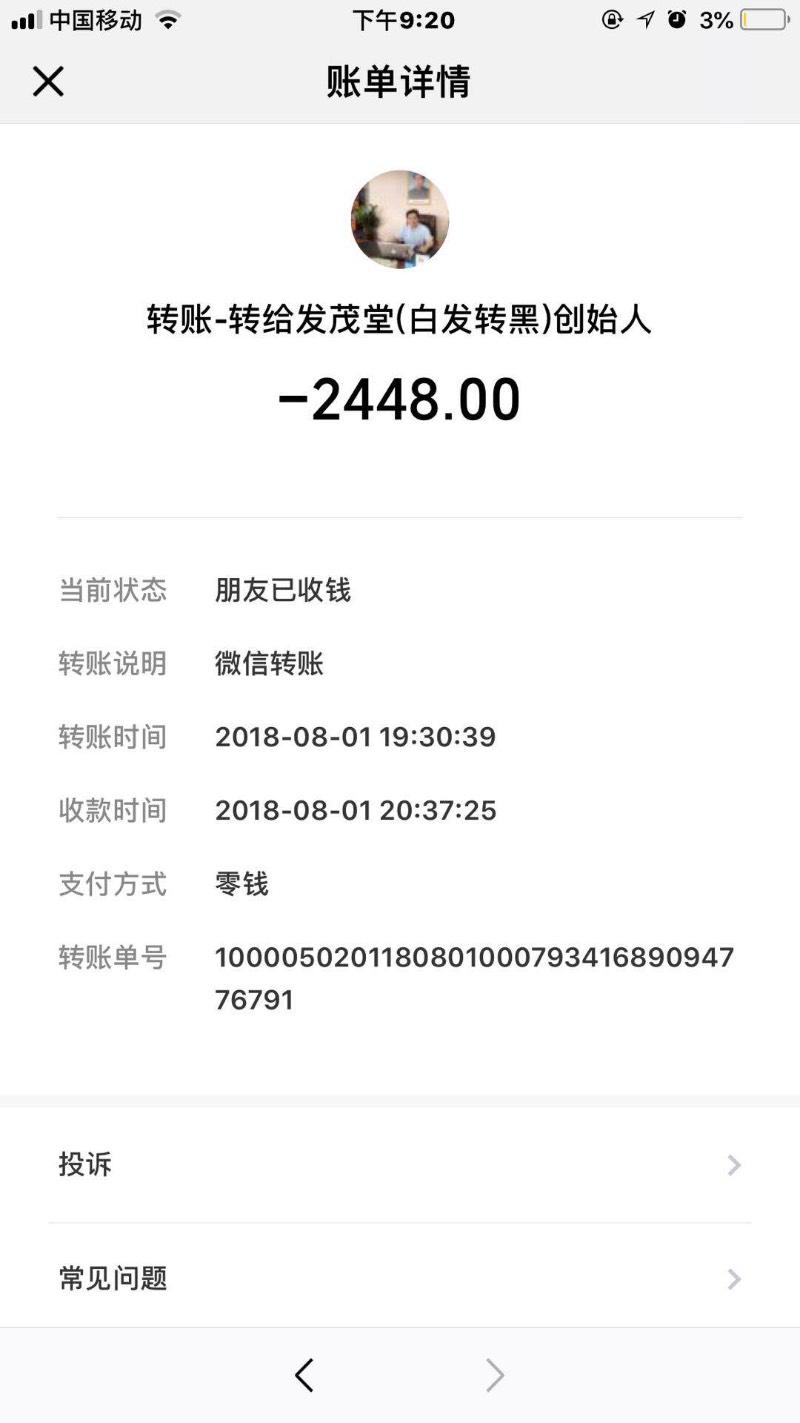 中国移动 下午9:20 3%
账单详情
转账-转给发茂堂(白发转黑)创始人
-2448.00
当前状态 朋友已收钱
转账说明 微信转账
转账时间 2018-08-01 19:30:39
收款时间 2018-08-01 20:37:25
支付方式 零钱
转账单号 100005020118080100079341689094​7
76791
投诉
常见问题